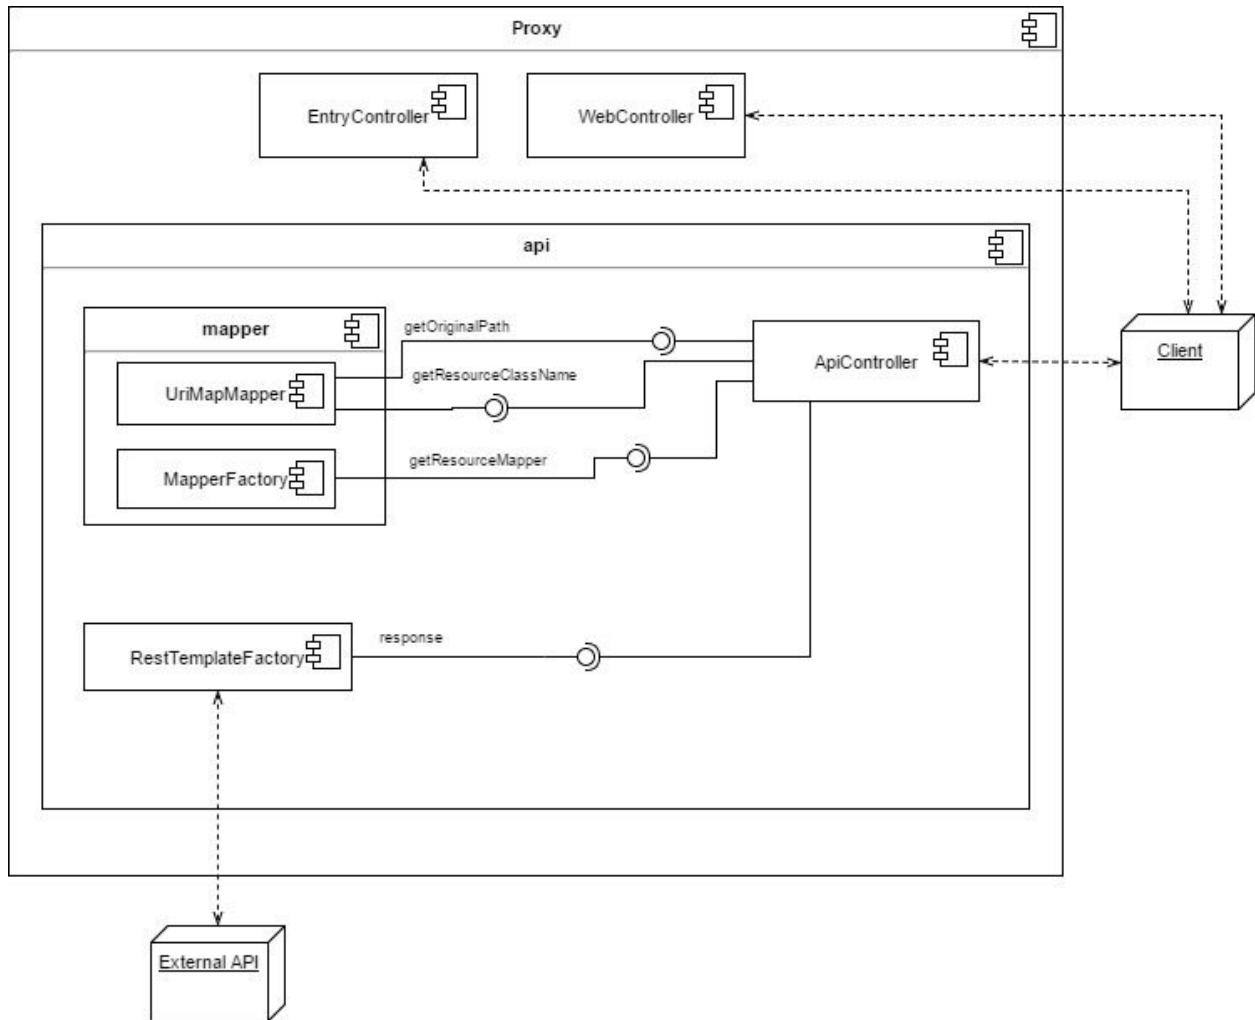 Proxy
EntryController
WebController
api
mapper
getOriginalPath
ApiController
Client
getResourceClassName
UriMapMapper
getResourceMapper
MapperFactory
response
RestTemplateFactory
External API